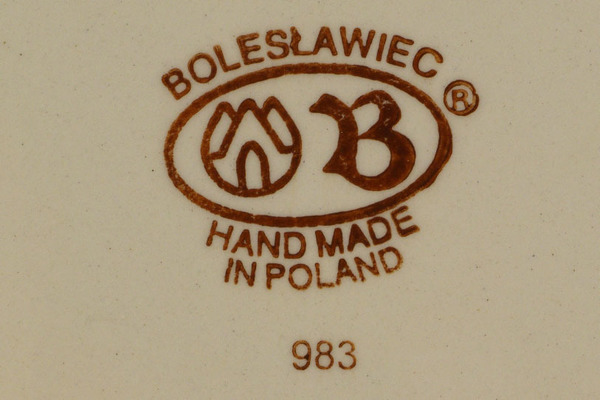 BOLESŁAWIEC
B ®
HAND MADE
IN POLAND
983